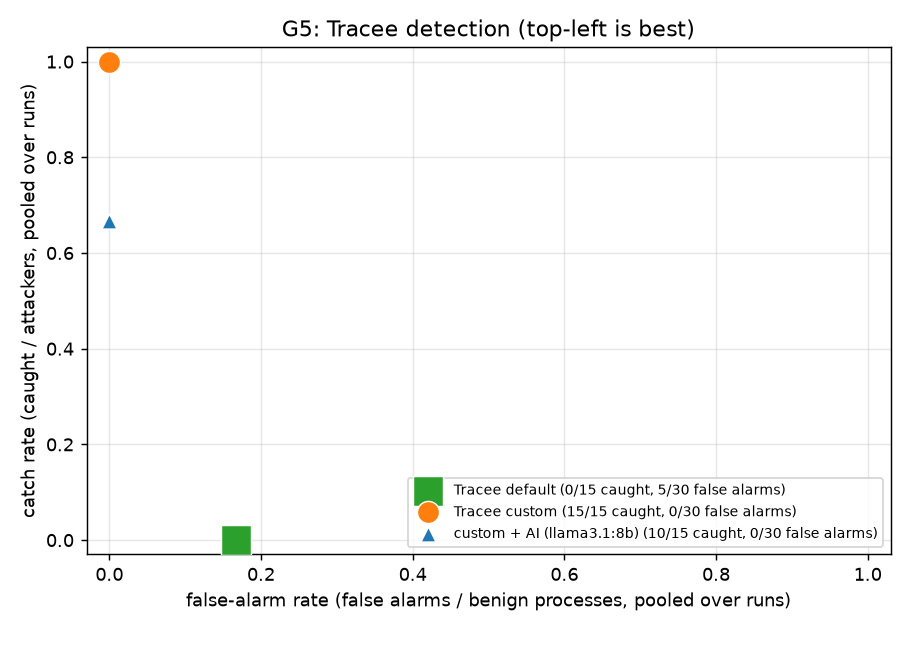 G5: Tracee detection (top-left is best)
catch rate (caught / attackers, pooled over runs)
1.0
0.8
0.6
0.4
0.2
0.0
Tracee default (0/15 caught, 5/30 false alarms)
Tracee custom (15/15 caught, 0/30 false alarms)
custom + AI (llama3.1:8b) (10/15 caught, 0/30 false alarms)
0.0 0.2 0.4 0.6 0.8 1.0
false-alarm rate (false alarms / benign processes, pooled over runs)